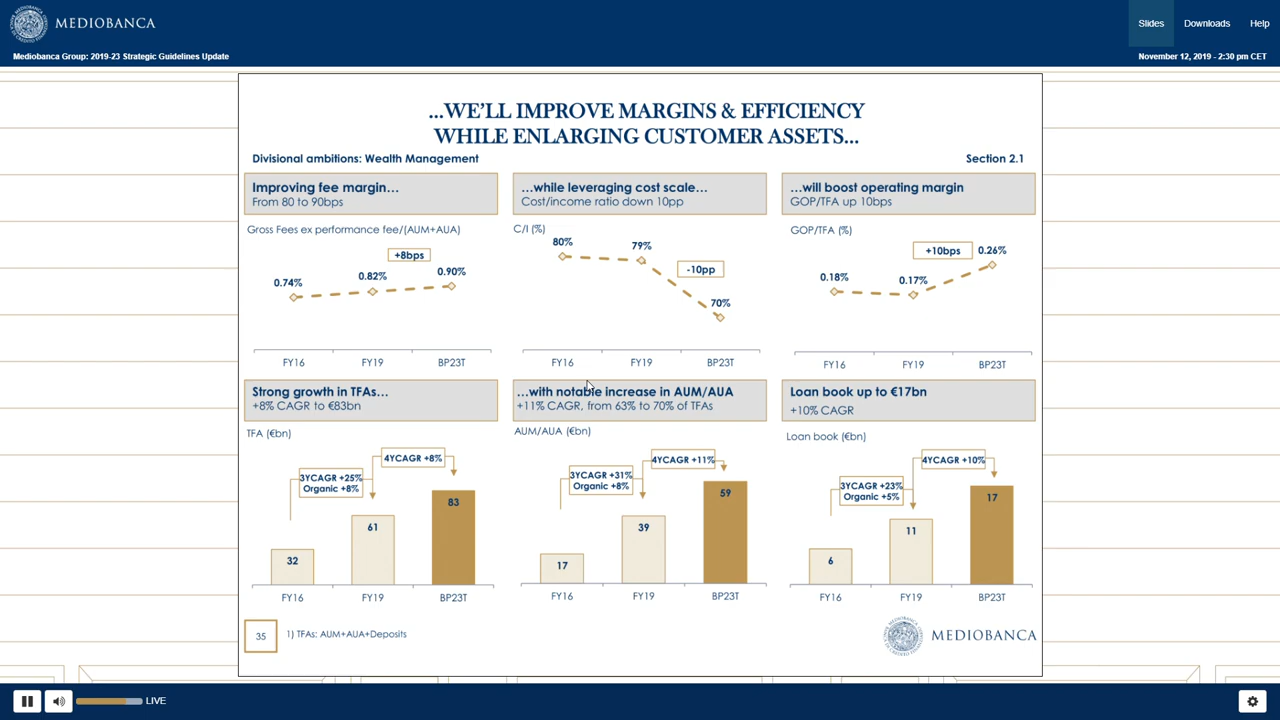 MEDIOBANCA
Slides
Downloads
Help
Mediobanca Group: 2019-23 Strategic Guidelines Update
November 12, 2019 - 2:30 pm CET
...WE'LL IMPROVE MARGINS & EFFICIENCY
WHILE ENLARGING CUSTOMER ASSETS...
Divisional ambitions: Wealth Management
Section 2.1
Improving fee margin...
From 80 to 90bps
Gross Fees ex performance fee/(AUM+AUA)
+8bps
0.74%
0.82%
0.90%
FY16
FY19
BP23T
...while leveraging cost scale...
Cost/income ratio down 10pp
C/I (%)
80%
79%
-10pp
70%
FY16
FY19
BP23T
...will boost operating margin
GOP/TFA up 10bps
GOP/TFA (%)
+10bps
0.18%
0.17%
0.26%
FY16
FY19
BP23T
Strong growth in TFAs...
+8% CAGR to €83bn
TFA (€bn)
4YCAGR +8%
3YCAGR +25%
Organic +8%
32
61
83
FY16
FY19
BP23T
...with notable increase in AUM/AUA
+11% CAGR, from 63% to 70% of TFAs
AUM/AUA (€bn)
4YCAGR +11%
3YCAGR +31%
Organic +8%
17
39
59
FY16
FY19
BP23T
Loan book up to €17bn
+10% CAGR
Loan book (€bn)
4YCAGR +10%
3YCAGR +23%
Organic +5%
6
11
17
FY16
FY19
BP23T
35
1) TFAs: AUM+AUA+Deposits
MEDIOBANCA
LIVE